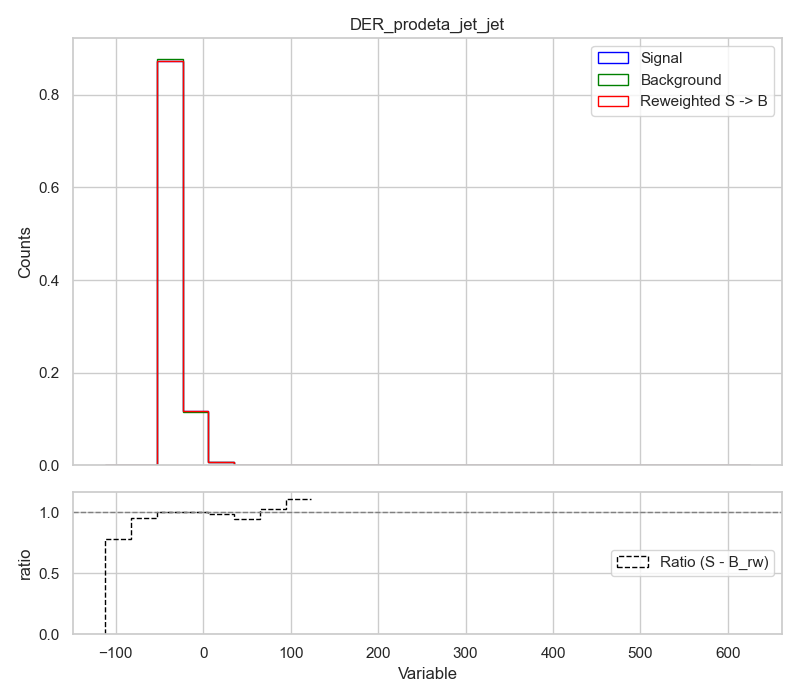 DER_prodeta_jet_jet
Signal
Background
Reweighted S -> B
Counts
0.8
0.6
0.4
0.2
0.0
−100
0
100
200
300
400
500
600
ratio
1.0
0.5
0.0
Ratio (S - B_rw)
Variable